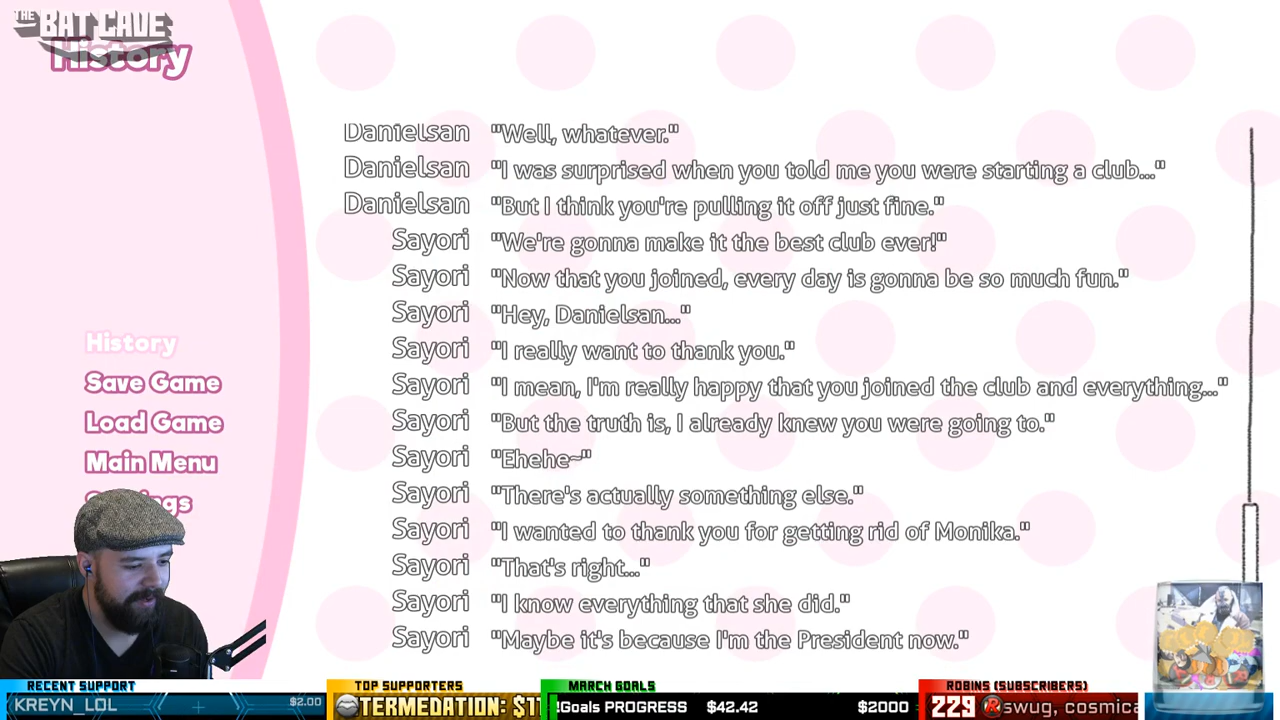 THE
BAT CAVE
History
Danielsan "Well, whatever."
Danielsan "I was surprised when you told me you were starting a club..."
Danielsan "But I think you're pulling it off just fine."
Sayori "We're gonna make it the best club ever!"
Sayori "Now that you joined, every day is gonna be so much fun."
Sayori "Hey, Danielsan..."
Sayori "I really want to thank you."
Sayori "I mean, I'm really happy that you joined the club and everything..."
Sayori "But the truth is, I already knew you were going to."
Sayori "Ehehe~"
Sayori "There's actually something else."
Sayori "I wanted to thank you for getting rid of Monika."
Sayori "That's right..."
Sayori "I know everything that she did."
Sayori "Maybe it's because I'm the President now."
History
Save Game
Load Game
Main Menu
RECENT SUPPORT
KREYN_LOL $2.00
TOP SUPPORTERS
TERMEDATION: $1
MARCH GOALS
!Goals PROGRESS $42.42 $2000
ROBINS (SUBSCRIBERS)
229 swug, cosmica